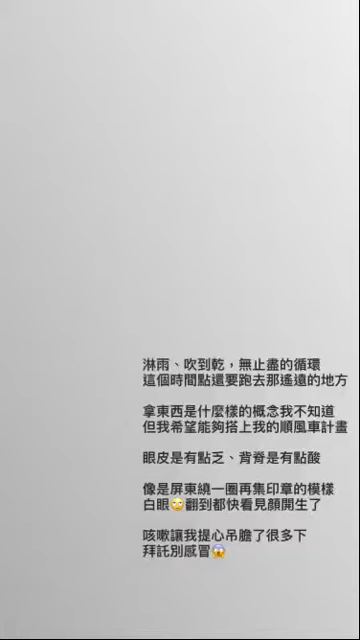 淋雨、吹到乾，無止盡的循環
這個時間點還要跑去那遙遠的地方
拿東西是什麼樣的概念我不知道
但我希望能夠搭上我的順風車計畫
眼皮是有點乏、背脊是有點酸
像是屏東繞一圈再集印章的模樣
白眼🙄翻到都快看見顏開生了
咳嗽讓我提心吊膽了很多下
拜託別感冒😱